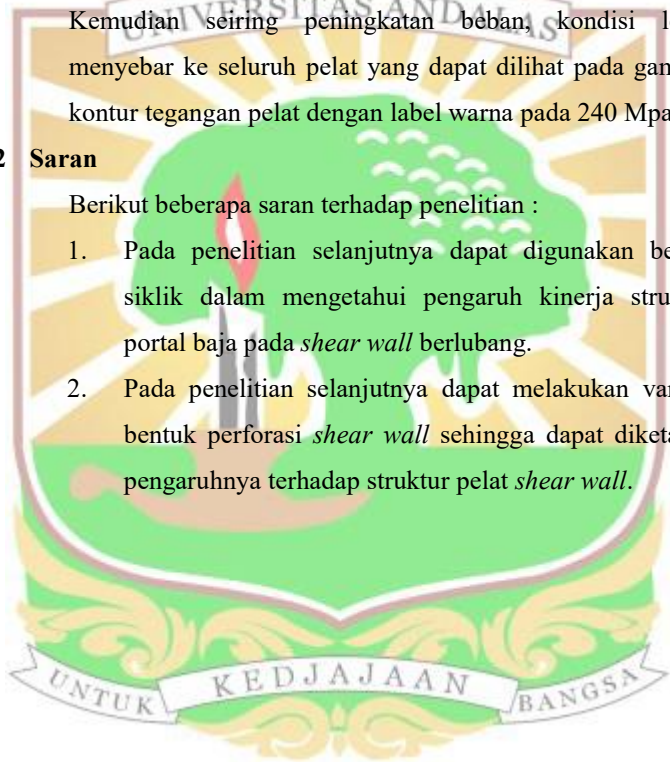 UNIVERSITAS ANDALAS
Kemudian seiring peningkatan beban, kondisi
menyebar ke seluruh pelat yang dapat dilihat pada
kontur tegangan pelat dengan label warna pada 240 Mpa
2 Saran
Berikut beberapa saran terhadap penelitian :
1. Pada penelitian selanjutnya dapat digunakan
siklik dalam mengetahui pengaruh kinerja
portal baja pada shear wall berlubang.
2. Pada penelitian selanjutnya dapat melakukan
bentuk perforasi shear wall sehingga dapat
pengaruhnya terhadap struktur pelat shear wall.
UNTUK KEDJAJAAN BANGSA